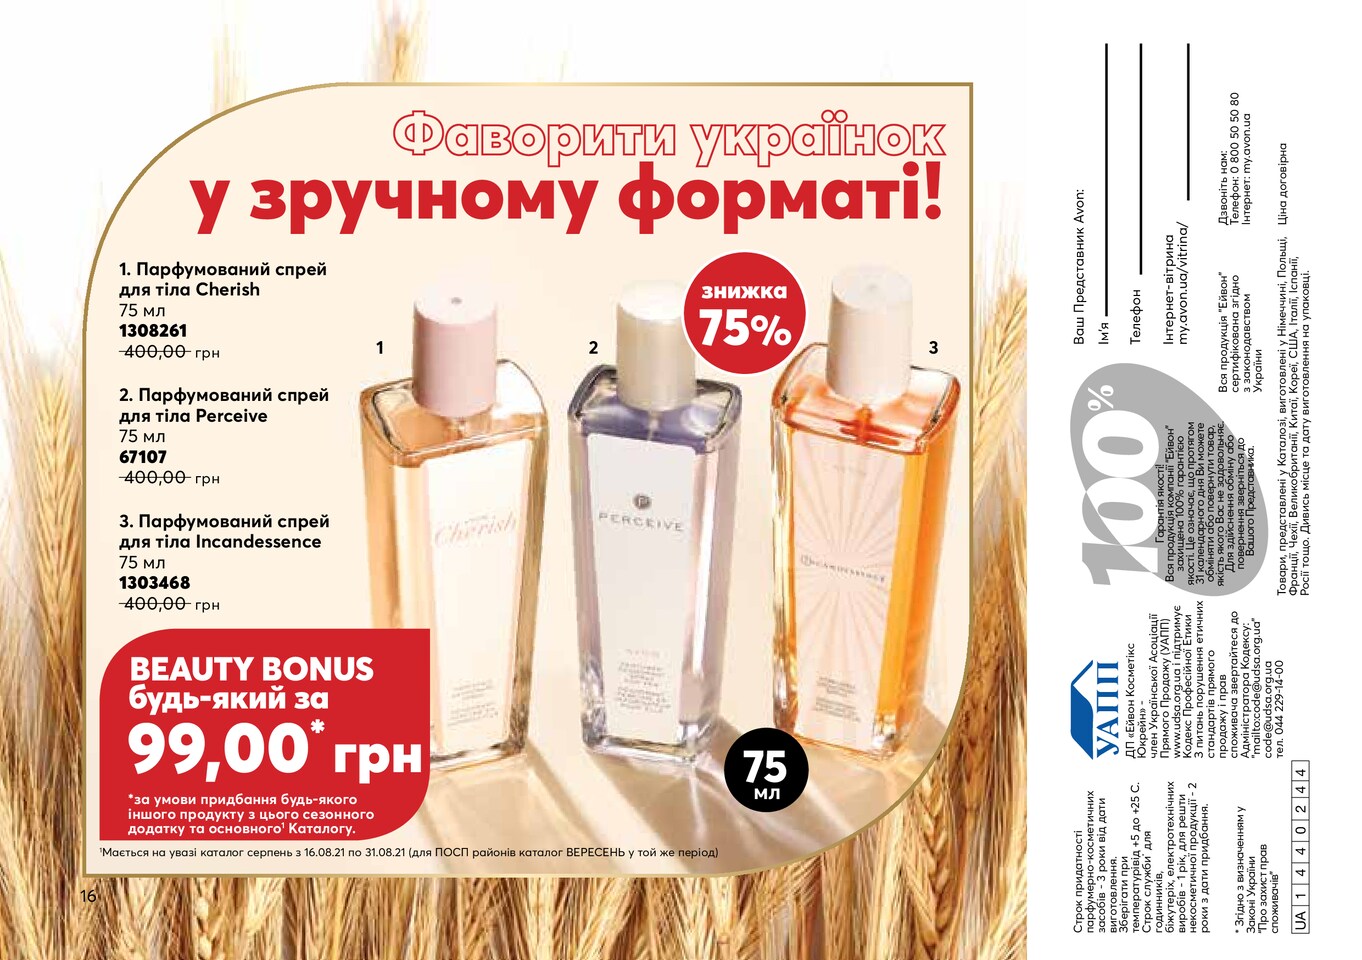 Фаворити українок
у зручному форматі!
1. Парфумований спрей
для тіла Cherish
75 мл
1308261
400,00 грн
2. Парфумований спрей
для тіла Perceive
75 мл
67107
400,00 грн
3. Парфумований спрей
для тіла Incandessence
75 мл
1303468
400,00 грн
1
2
3
знижка
75%
Cherish
PERCEIVE
INCANDESSENCE
75
мл
BEAUTY BONUS
будь-який за
99,00* грн
*за умови придбання будь-якого
іншого продукту з цього сезонного
додатку та основного¹ Каталогу.
¹Мається на увазі каталог серпень з 16.08.21 по 31.08.21 (для ПОСП районів каталог ВЕРЕСЕНЬ у той же період)
16
Ваш Представник Avon:
Ім'я
Телефон
Інтернет-вітрина
my.avon.ua/vitrina/
Дзвоніть нам:
Телефон: 0 800 50 50 80
Інтернет: my.avon.ua
Вся продукція "Ейвон"
сертифікована згідно
з законодавством
України
Ціна договірна
Товари, представлені у Каталозі, виготовлені у Німеччині, Польщі,
Франції, Чехії, Великобританії, Китаї, Кореї, США, Італії, Іспанії,
Росії тощо. Дивись місце та дату виготовлення на упаковці.
100%
Гарантія якості!
Вся продукція компанії "Ейвон"
захищена 100% гарантією
якості. Це означає, що протягом
31 календарного дня Ви можете
обміняти або повернути товар,
якість якого Вас не задовольняє.
Для здійснення обміну або
повернення зверніться до
Вашого Представника.
УАПП
ДП «Ейвон Косметікс
Юкрейн» -
член Української Асоціації
Прямого Продажу (УАПП)
www.udsa.org.ua і підтримує
Кодекс Професійної Етики
З питань порушення етичних
стандартів прямого
продажу і прав
споживача звертайтеся до
Адміністратора Кодексу:
"mailto:code@udsa.org.ua"
code@udsa.org.ua
тел. 044 229-14-00
Строк придатності
парфумерно-косметичних
засобів - 3 роки від дати
виготовлення.
Зберігати при
температурівід +5 до +25 С.
Строк служби для
годинників,
біжутерїх, електротехнічних
виробів - 1 рік, для решти
некосметичної продукції - 2
роки з дати придбання.
* Згідно з визначенням у
Законі України
"Про захист прав
споживачів"
UA 1 4 4 0 2 4 4